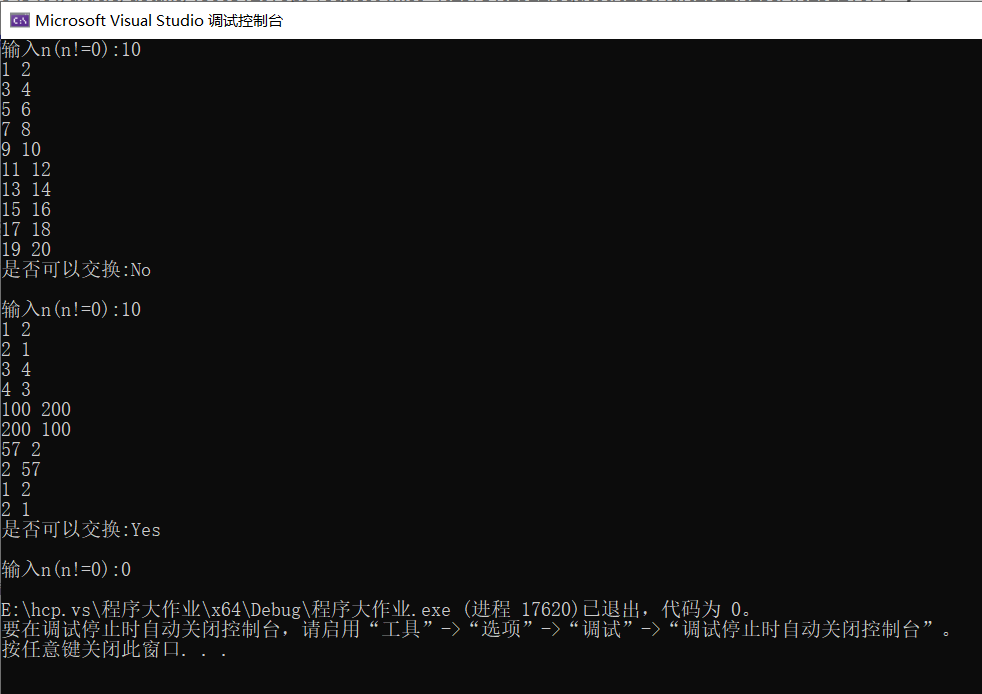 Microsoft Visual Studio 调试控制台
输入n(n!=0):10
1 2
3 4
5 6
7 8
9 10
11 12
13 14
15 16
17 18
19 20
是否可以交换:No
输入n(n!=0):10
1 2
2 1
3 4
4 3
100 200
200 100
57 2
2 57
1 2
2 1
是否可以交换:Yes
输入n(n!=0):0
E:\hcp.vs\程序大作业\x64\Debug\程序大作业.exe (进程 17620)已退出，代码为 0。
要在调试停止时自动关闭控制台，请启用“工具”->“选项”->“调试”->“调试停止时自动关闭控制台”。
按任意键关闭此窗口. . .